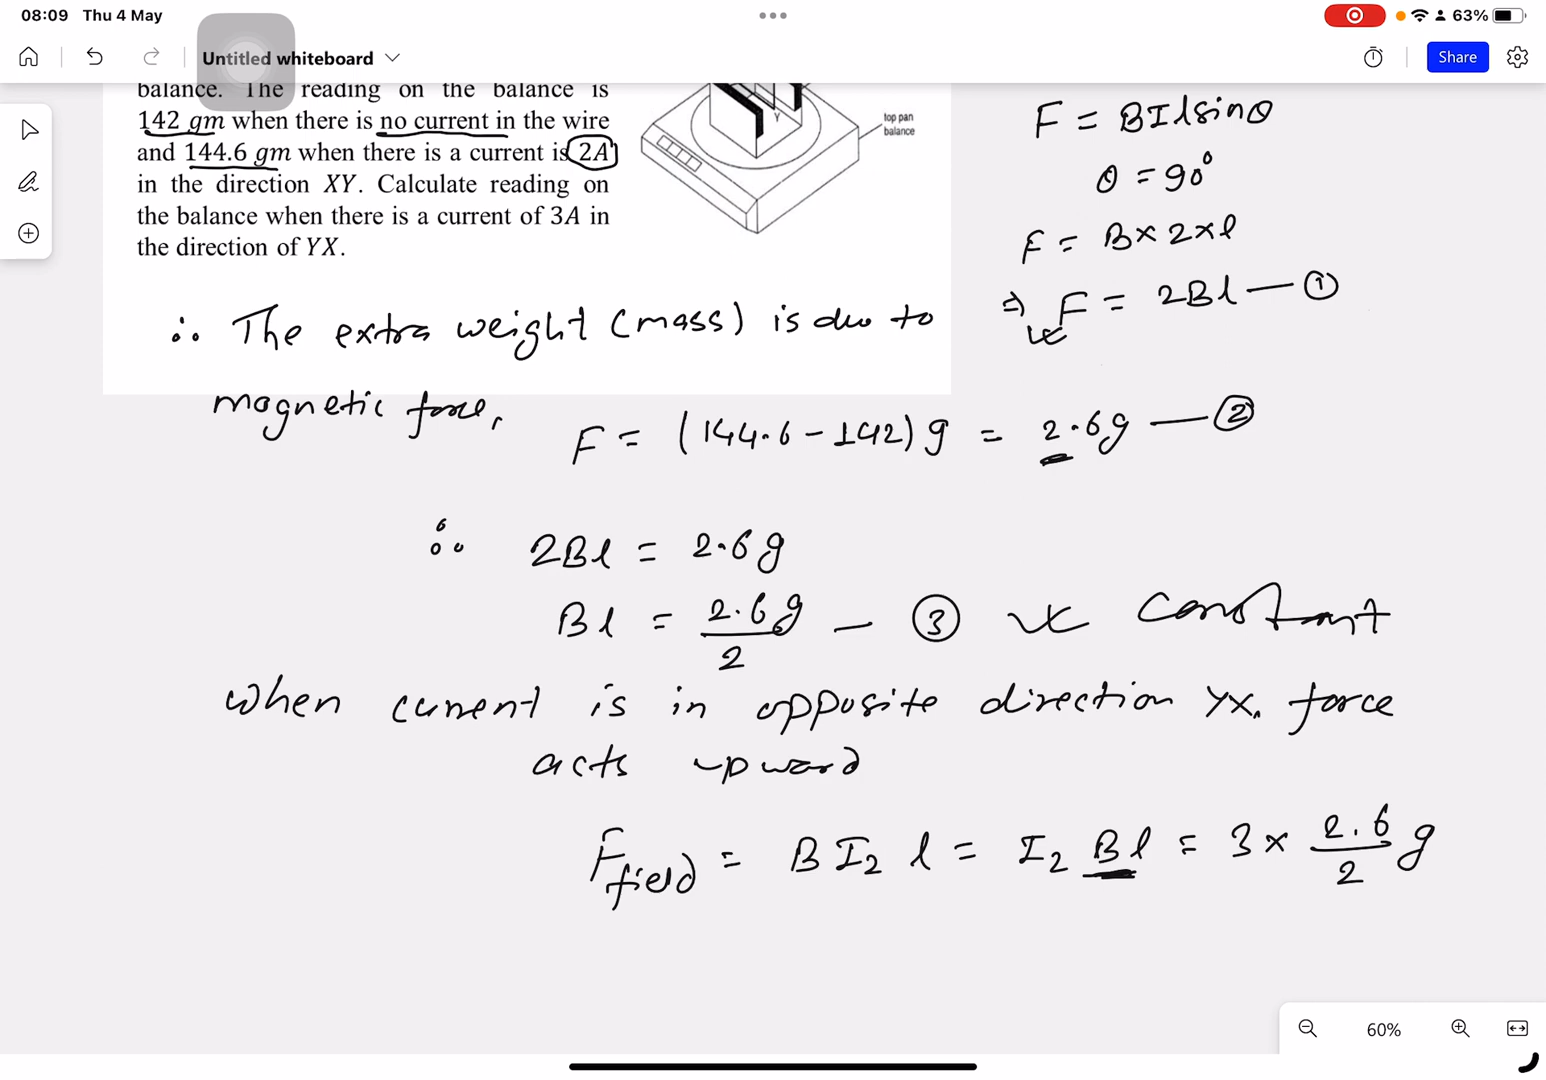 08:09 Thu 4 May
63%
Untitled whiteboard
Share
balance. The reading on the balance is
142 gm when there is no current in the wire
and 144.6 gm when there is a current is 2A
in the direction XY. Calculate reading on
the balance when there is a current of 3A in
the direction of YX.
Y
top pan
balance
F = BIl sinθ
θ = 90°
F = B × 2 × l
⇒ F = 2Bl — ①
∴ The extra weight (mass) is due to
magnetic force,
F = (144.6 - 142) g = 2.6g — ②
∴ 2Bl = 2.6g
Bl = 2.6g/2 — ③ constant
When current is in opposite direction YX, force
acts upward
F field = B I₂ l = I₂ Bl = 3 × 2.6/2 g
60%